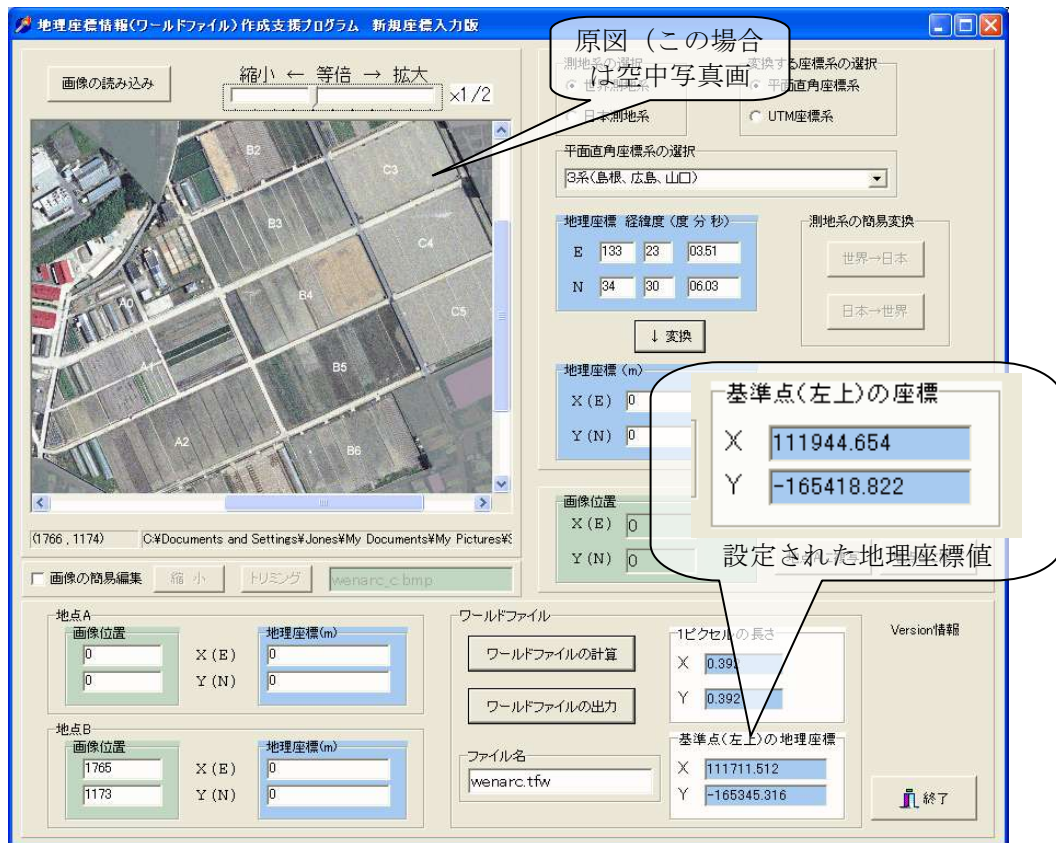 地理座標情報(ワールドファイル)作成支援プログラム　新規座標入力版
原図（この場合
は空中写真画
画像の読み込み
縮小 ← 等倍 → 拡大
×1/2
測地系の選択
世界測地系
日本測地系
変換する座標系の選択
平面直角座標系
UTM座標系
平面直角座標系の選択
3系(島根、広島、山口)
B2
C3
B3
C4
B4
A0
C5
A1
B5
A2
B6
地理座標 経緯度 (度 分 秒)
E 133 23 03.51
N 34 30 06.03
測地系の簡易変換
世界→日本
日本→世界
↓ 変換
地理座標 (m)
X (E) 0
Y (N) 0
基準点(左上)の座標
X 111944.654
Y -165418.822
設定された地理座標値
画像位置
X (E) 0
Y (N) 0
(1766 , 1174)
C:¥Documents and Settings¥Jones¥My Documents¥My Pictures¥S
画像の簡易編集
縮 小
トリミング
wenarc_c.bmp
地点A
画像位置
地理座標(m)
0 X (E) 0
0 Y (N) 0
地点B
画像位置
地理座標(m)
1765 X (E) 0
1173 Y (N) 0
ワールドファイル
ワールドファイルの計算
ワールドファイルの出力
ファイル名
wenarc.tfw
1ピクセルの長さ
X 0.392
Y 0.392
基準点(左上)の地理座標
X 111711.512
Y -165345.316
Version情報
終了